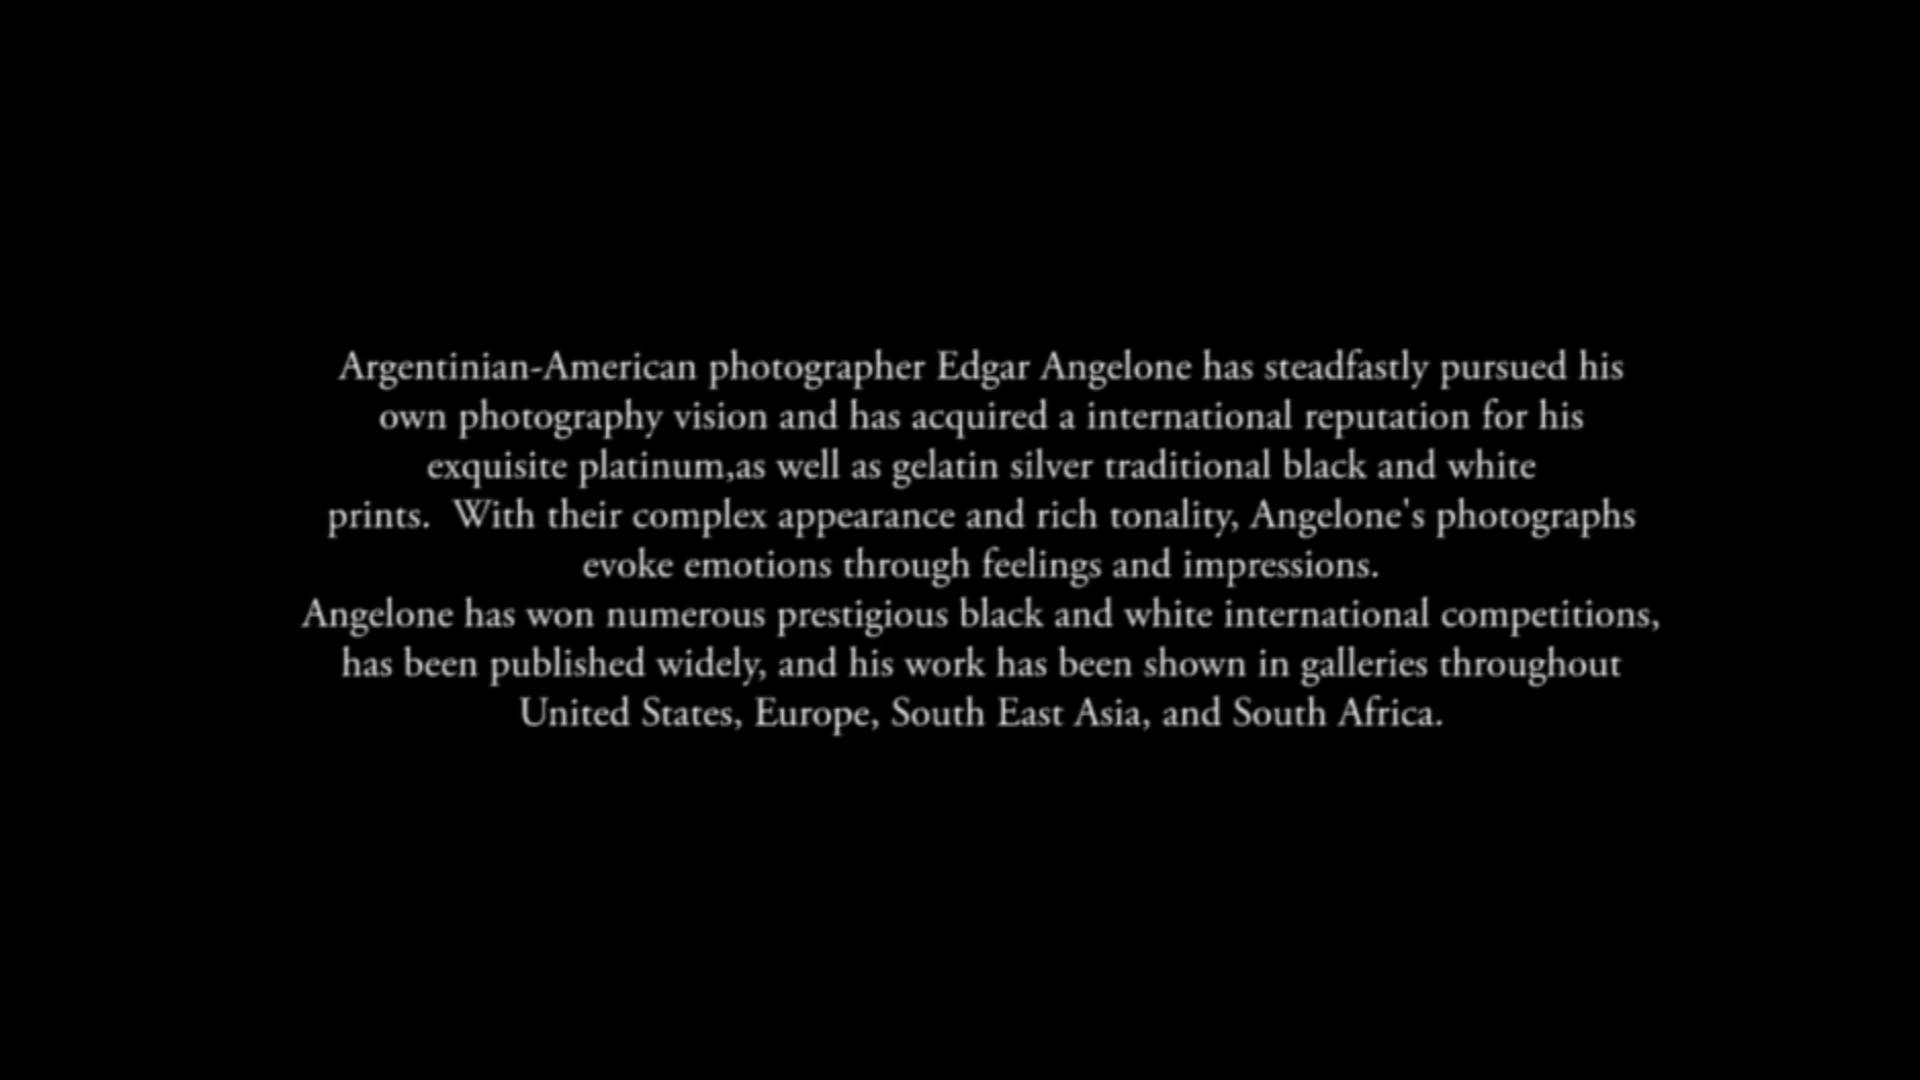 Argentinian-American photographer Edgar Angelone has steadfastly pursued his
own photography vision and has acquired a international reputation for his
exquisite platinum,as well as gelatin silver traditional black and white
prints.  With their complex appearance and rich tonality, Angelone's photographs
evoke emotions through feelings and impressions.
Angelone has won numerous prestigious black and white international competitions,
has been published widely, and his work has been shown in galleries throughout
United States, Europe, South East Asia, and South Africa.